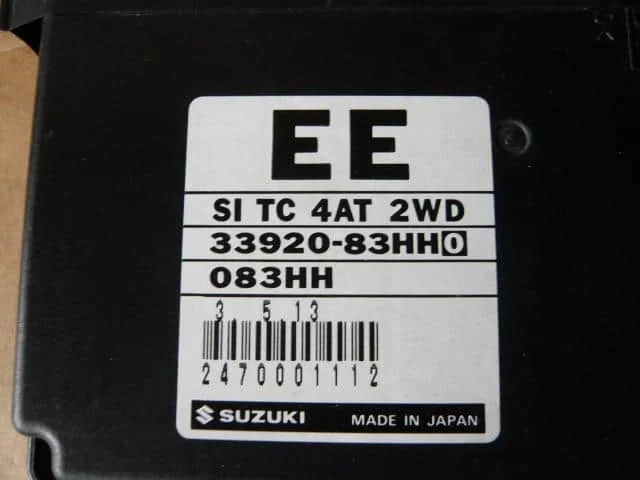 EE
SI TC 4AT 2WD
33920-83HH0
083HH
3. 5.13
2470001112
SUZUKI MADE IN JAPAN